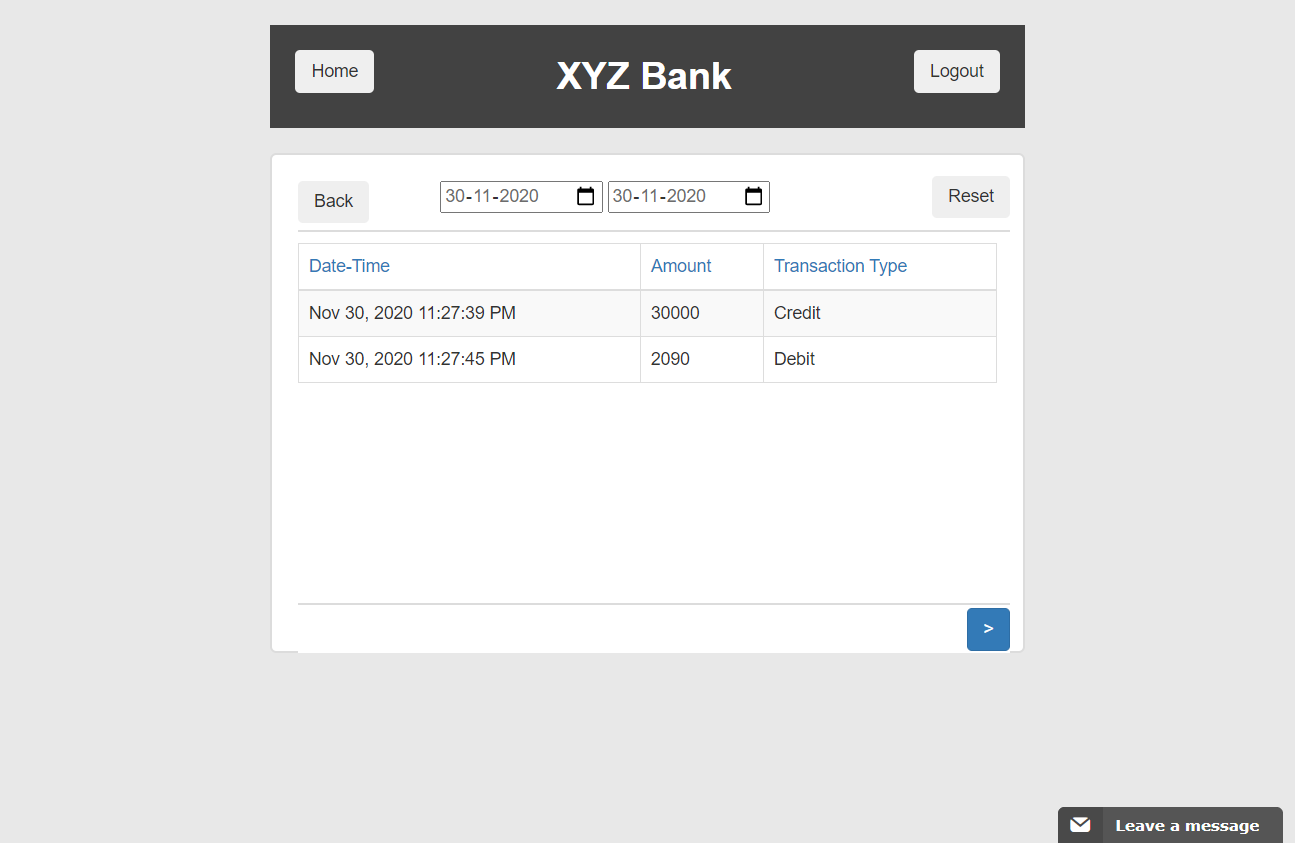 Home XYZ Bank Logout
Back 30-11-2020 30-11-2020 Reset
Date-Time Amount Transaction Type
Nov 30, 2020 11:27:39 PM 30000 Credit
Nov 30, 2020 11:27:45 PM 2090 Debit
>
Leave a message